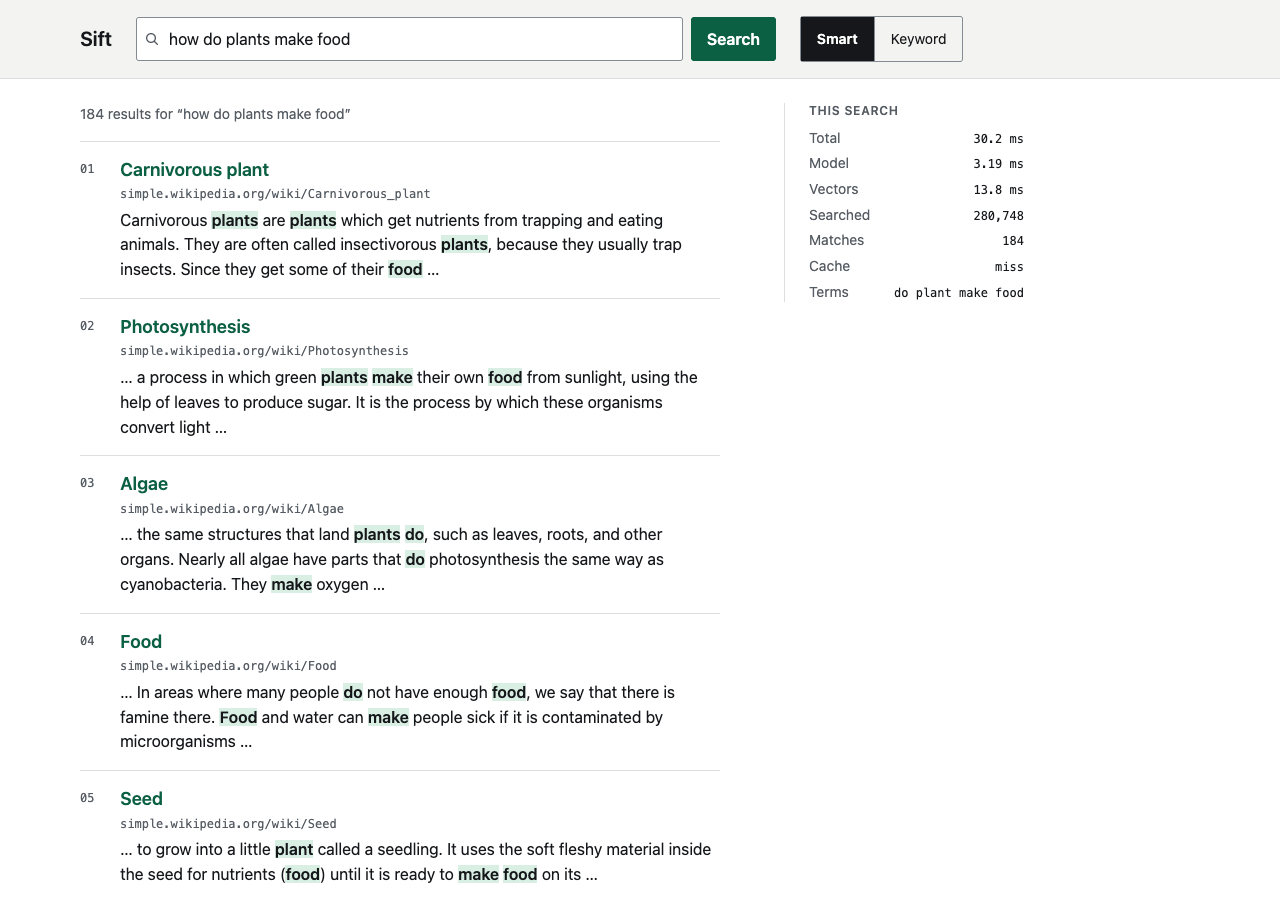 Sift
how do plants make food
Search
Smart
Keyword
184 results for “how do plants make food”
01
Carnivorous plant
simple.wikipedia.org/wiki/Carnivorous_plant
Carnivorous plants are plants which get nutrients from trapping and eating
animals. They are often called insectivorous plants, because they usually trap
insects. Since they get some of their food ...
02
Photosynthesis
simple.wikipedia.org/wiki/Photosynthesis
... a process in which green plants make their own food from sunlight, using the
help of leaves to produce sugar. It is the process by which these organisms
convert light ...
03
Algae
simple.wikipedia.org/wiki/Algae
... the same structures that land plants do, such as leaves, roots, and other
organs. Nearly all algae have parts that do photosynthesis the same way as
cyanobacteria. They make oxygen ...
04
Food
simple.wikipedia.org/wiki/Food
... In areas where many people do not have enough food, we say that there is
famine there. Food and water can make people sick if it is contaminated by
microorganisms ...
05
Seed
simple.wikipedia.org/wiki/Seed
... to grow into a little plant called a seedling. It uses the soft fleshy material inside
the seed for nutrients (food) until it is ready to make food on its ...
THIS SEARCH
Total 30.2 ms
Model 3.19 ms
Vectors 13.8 ms
Searched 280,748
Matches 184
Cache miss
Terms do plant make food